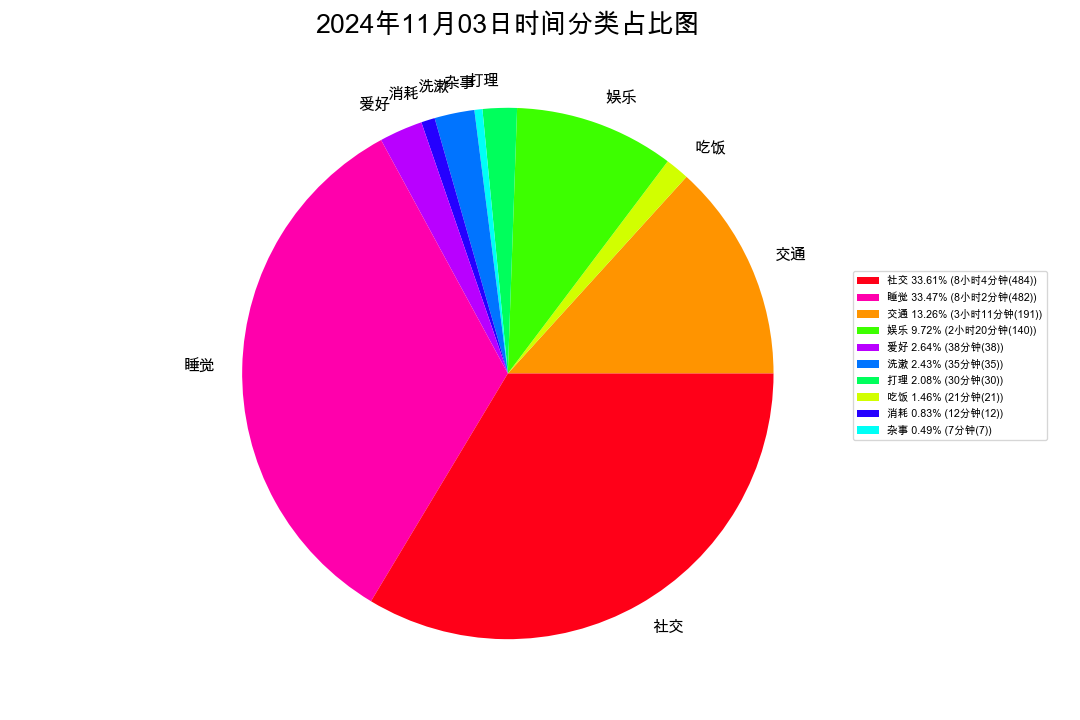 2024年11月03日时间分类占比图
打理
杂事
洗漱
消耗
爱好
娱乐
吃饭
交通
睡觉
社交
社交 33.61% (8小时4分钟(484))
睡觉 33.47% (8小时2分钟(482))
交通 13.26% (3小时11分钟(191))
娱乐 9.72% (2小时20分钟(140))
爱好 2.64% (38分钟(38))
洗漱 2.43% (35分钟(35))
打理 2.08% (30分钟(30))
吃饭 1.46% (21分钟(21))
消耗 0.83% (12分钟(12))
杂事 0.49% (7分钟(7))